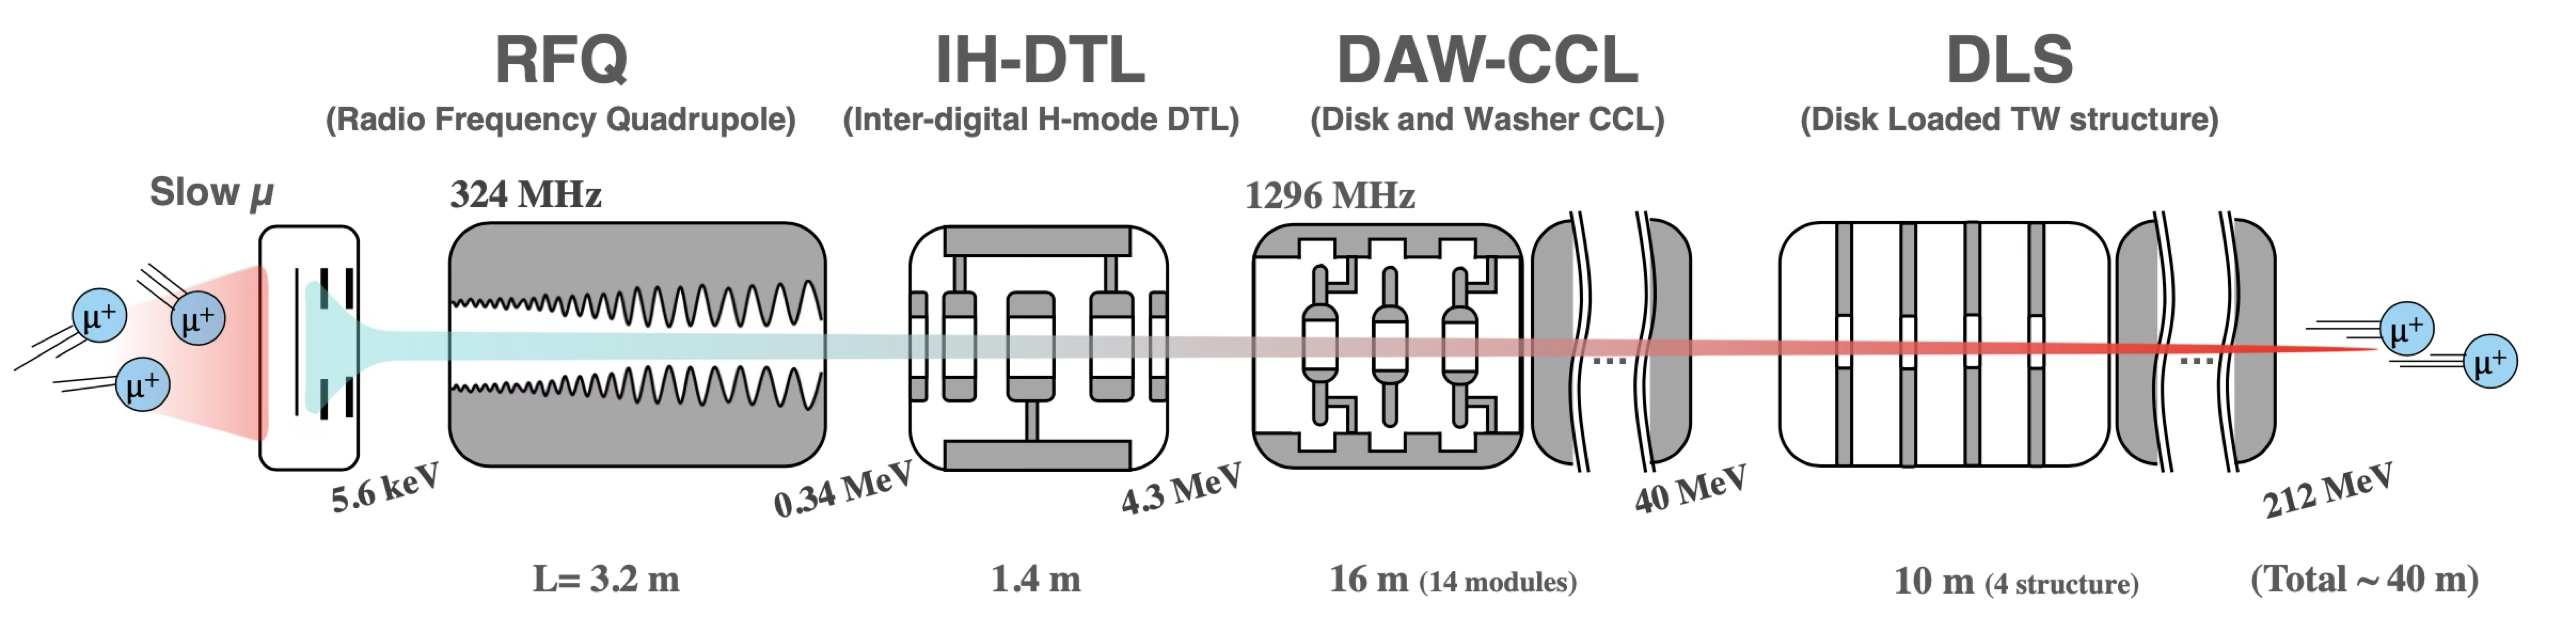 RFQ
(Radio Frequency Quadrupole)
IH-DTL
(Inter-digital H-mode DTL)
DAW-CCL
(Disk and Washer CCL)
DLS
(Disk Loaded TW structure)
Slow μ
324 MHz
1296 MHz
μ+
μ+
μ+
...
...
μ+
μ+
5.6 keV
0.34 MeV
4.3 MeV
40 MeV
212 MeV
L= 3.2 m
1.4 m
16 m (14 modules)
10 m (4 structure)
(Total ~ 40 m)